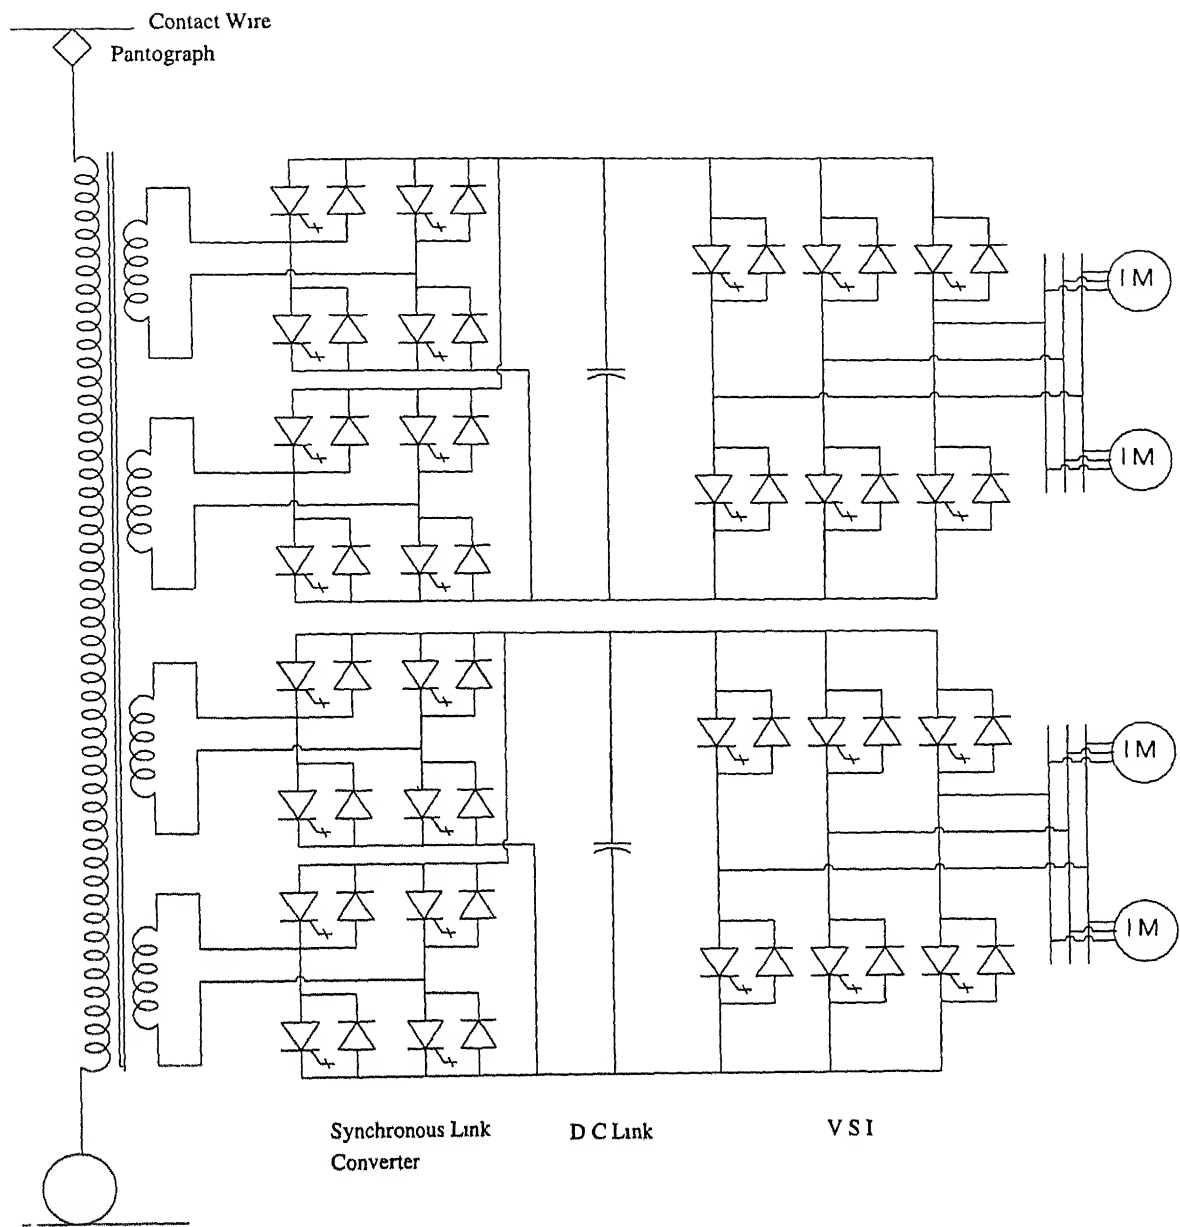 Contact Wire
Pantograph
IM
IM
IM
IM
Synchronous Link
Converter
D C Link
V S I